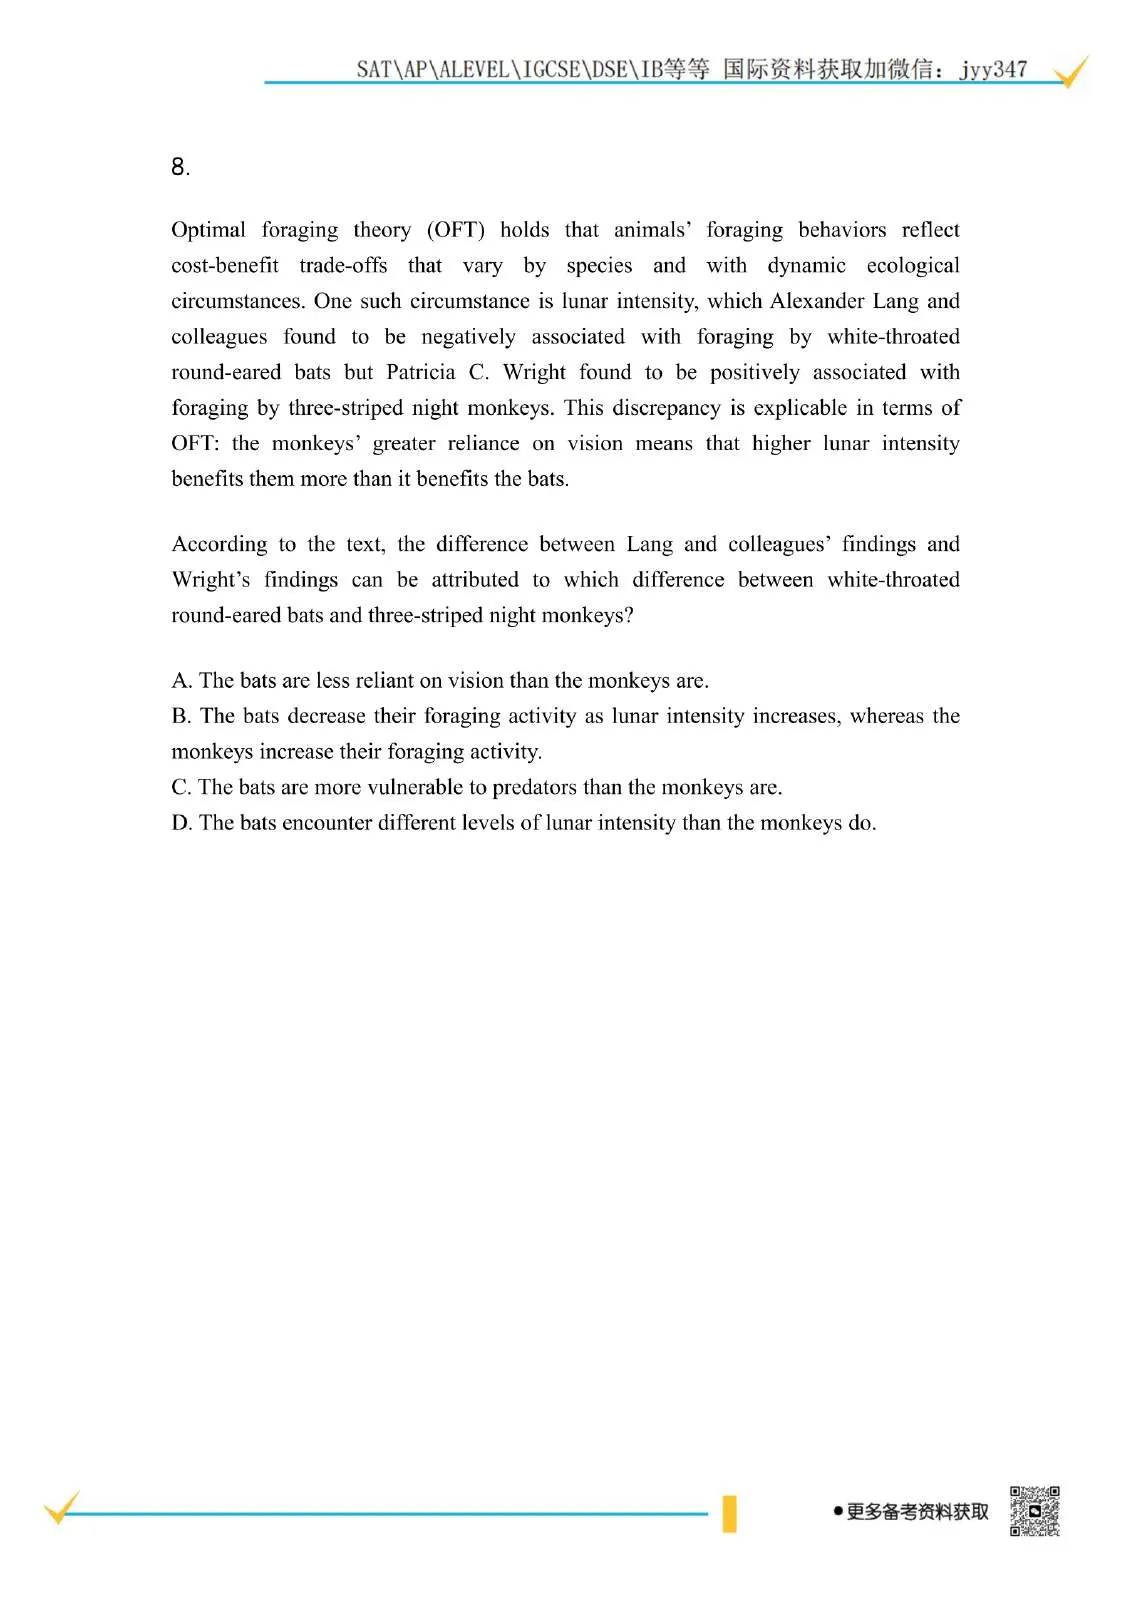 SAT\AP\ALEVEL\IGCSE\DSE\IB等等 国际资料获取加微信：jyy347
8.
Optimal foraging theory (OFT) holds that animals’ foraging behaviors reflect
cost-benefit trade-offs that vary by species and with dynamic ecological
circumstances. One such circumstance is lunar intensity, which Alexander Lang and
colleagues found to be negatively associated with foraging by white-throated
round-eared bats but Patricia C. Wright found to be positively associated with
foraging by three-striped night monkeys. This discrepancy is explicable in terms of
OFT: the monkeys’ greater reliance on vision means that higher lunar intensity
benefits them more than it benefits the bats.
According to the text, the difference between Lang and colleagues’ findings and
Wright’s findings can be attributed to which difference between white-throated
round-eared bats and three-striped night monkeys?
A. The bats are less reliant on vision than the monkeys are.
B. The bats decrease their foraging activity as lunar intensity increases, whereas the
monkeys increase their foraging activity.
C. The bats are more vulnerable to predators than the monkeys are.
D. The bats encounter different levels of lunar intensity than the monkeys do.
●更多备考资料获取